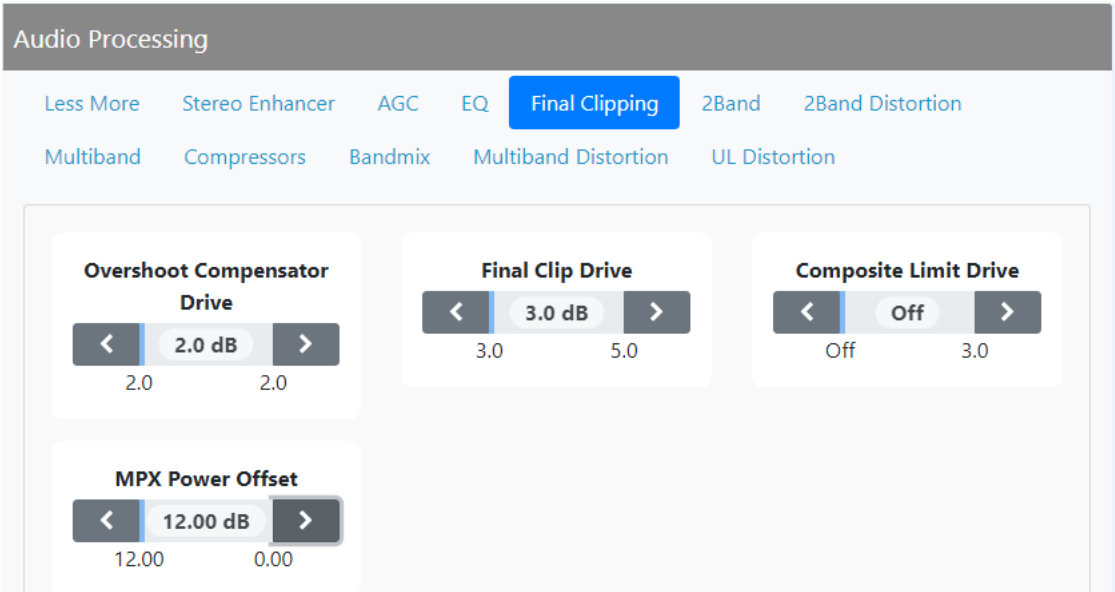 Audio Processing
Less More Stereo Enhancer AGC EQ Final Clipping 2Band 2Band Distortion
Multiband Compressors Bandmix Multiband Distortion UL Distortion
Overshoot Compensator
Drive
2.0 dB
2.0 2.0
Final Clip Drive
3.0 dB
3.0 5.0
Composite Limit Drive
Off
Off 3.0
MPX Power Offset
12.00 dB
12.00 0.00